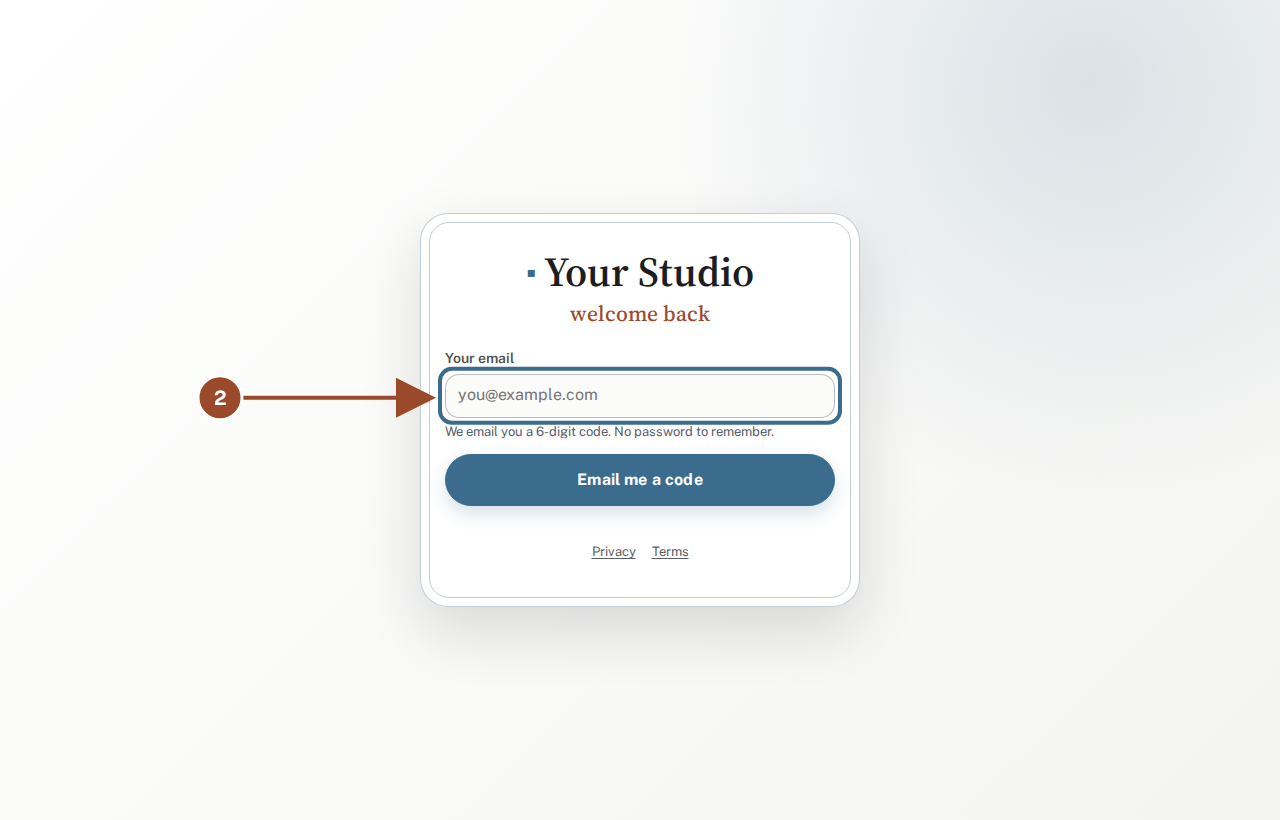 Your Studio
welcome back
Your email
2
you@example.com
We email you a 6-digit code. No password to remember.
Email me a code
Privacy Terms